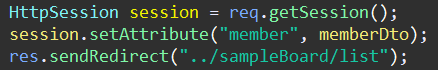 HttpSession session = req.getSession();
session.setAttribute("member", memberDto);
res.sendRedirect("../sampleBoard/list");